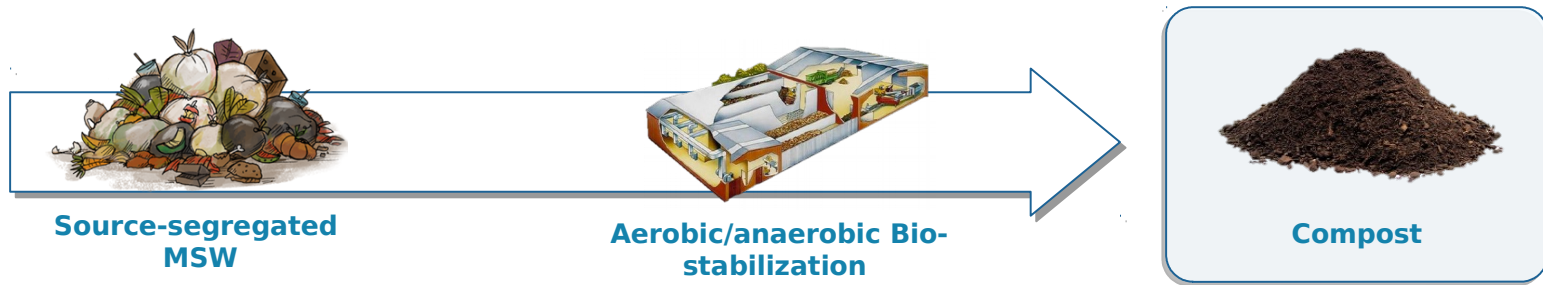 Source-segregated
MSW
Aerobic/anaerobic Bio-
stabilization
Compost